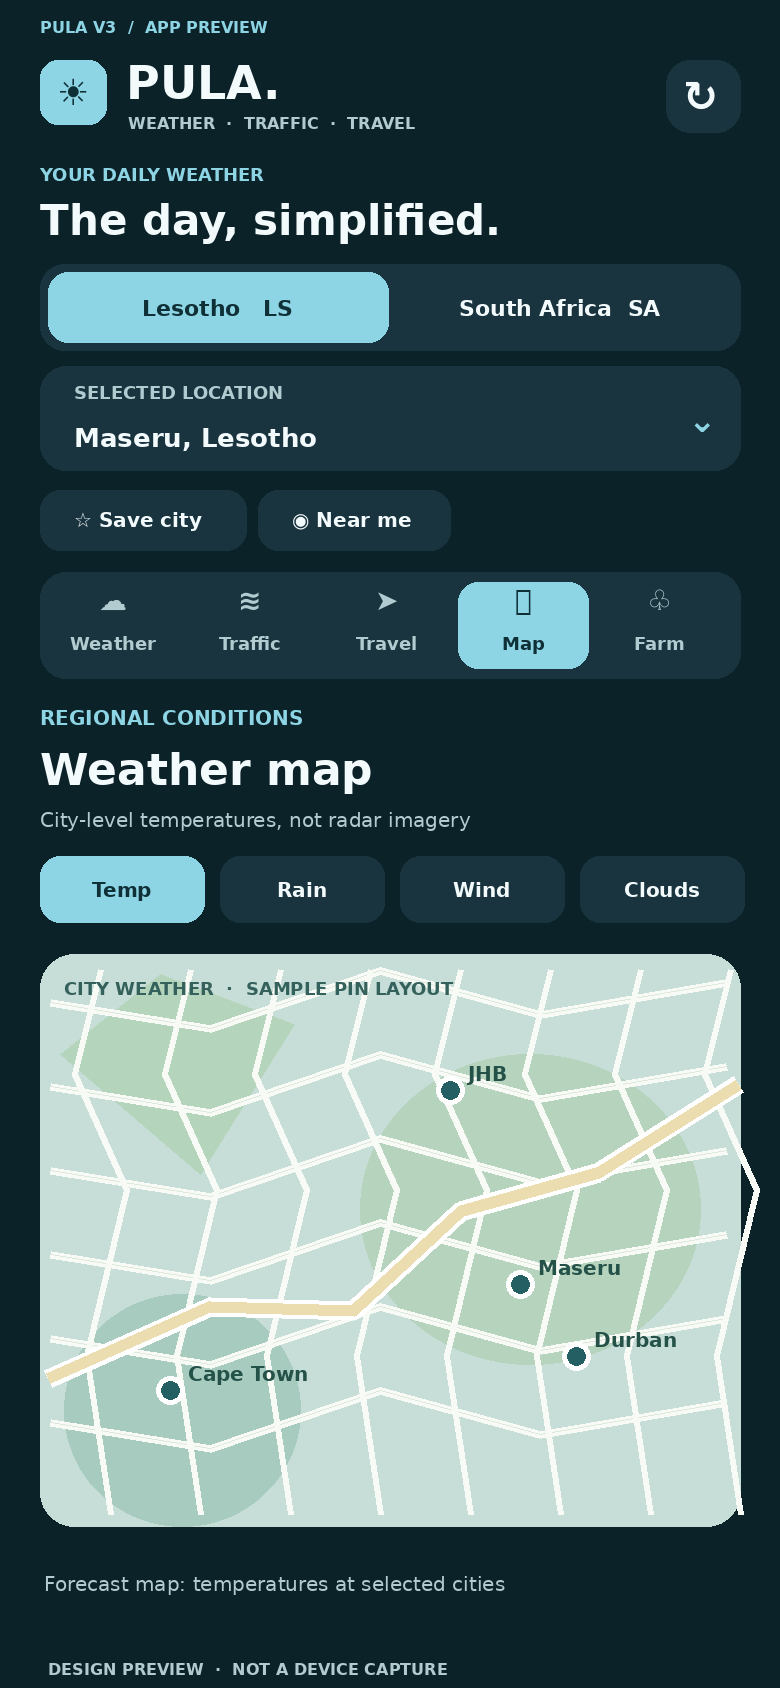 PULA V3 / APP PREVIEW
PULA.
WEATHER · TRAFFIC · TRAVEL
YOUR DAILY WEATHER
The day, simplified.
Lesotho LS
South Africa SA
SELECTED LOCATION
Maseru, Lesotho
☆ Save city
◉ Near me
Weather
Traffic
Travel
Map
Farm
REGIONAL CONDITIONS
Weather map
City-level temperatures, not radar imagery
Temp
Rain
Wind
Clouds
CITY WEATHER · SAMPLE PIN LAYOUT
JHB
Maseru
Durban
Cape Town
Forecast map: temperatures at selected cities
DESIGN PREVIEW · NOT A DEVICE CAPTURE